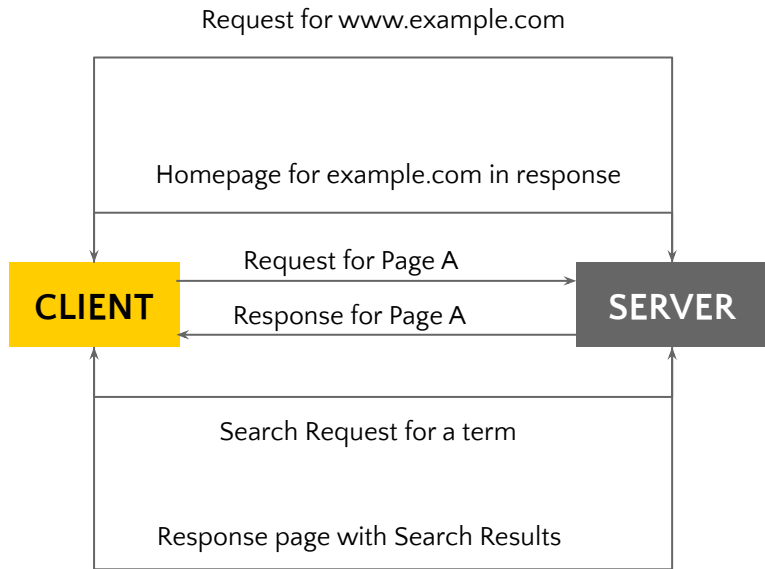 Request for www.example.com
Homepage for example.com in response
Request for Page A
CLIENT
Response for Page A
SERVER
Search Request for a term
Response page with Search Results